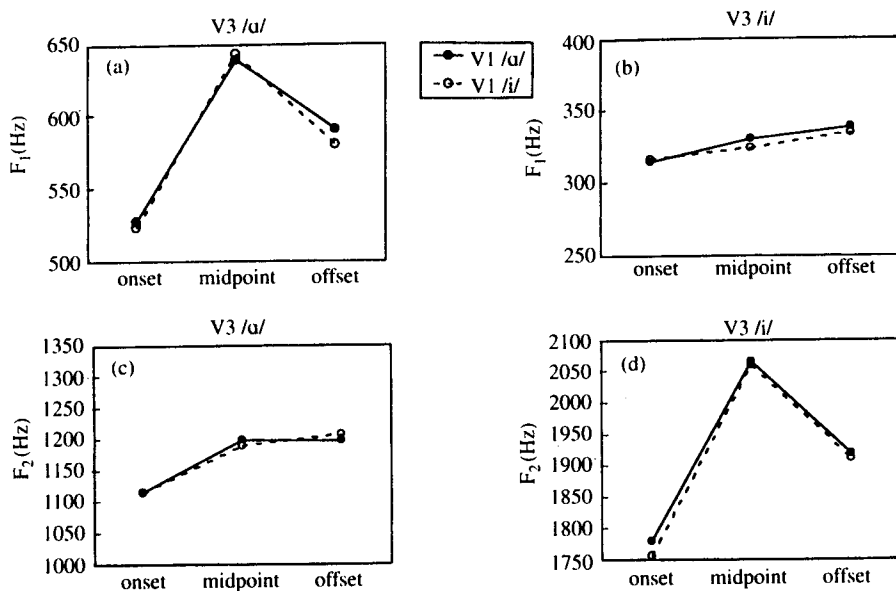 V3 /ɑ/
(a)
F₁(Hz)
650
600
550
500
onset midpoint offset
V1 /ɑ/
V1 /i/
V3 /i/
(b)
F₁(Hz)
400
350
300
250
onset midpoint offset
V3 /ɑ/
(c)
F₂(Hz)
1350
1300
1250
1200
1150
1100
1050
1000
onset midpoint offset
V3 /i/
(d)
F₂(Hz)
2100
2050
2000
1950
1900
1850
1800
1750
onset midpoint offset